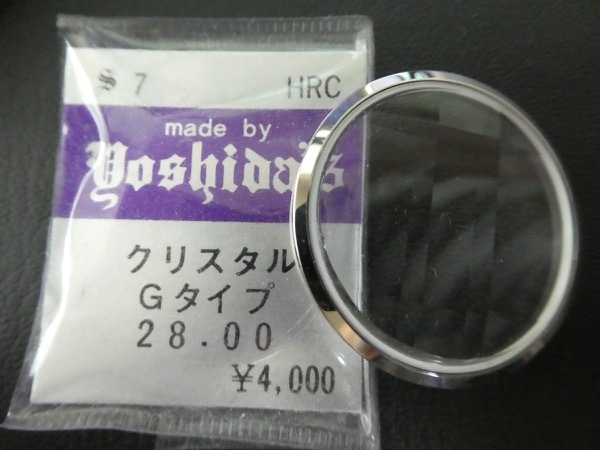 S 7 HRC
made by
Yoshida's
クリスタル
Gタイプ
28.00
¥4,000